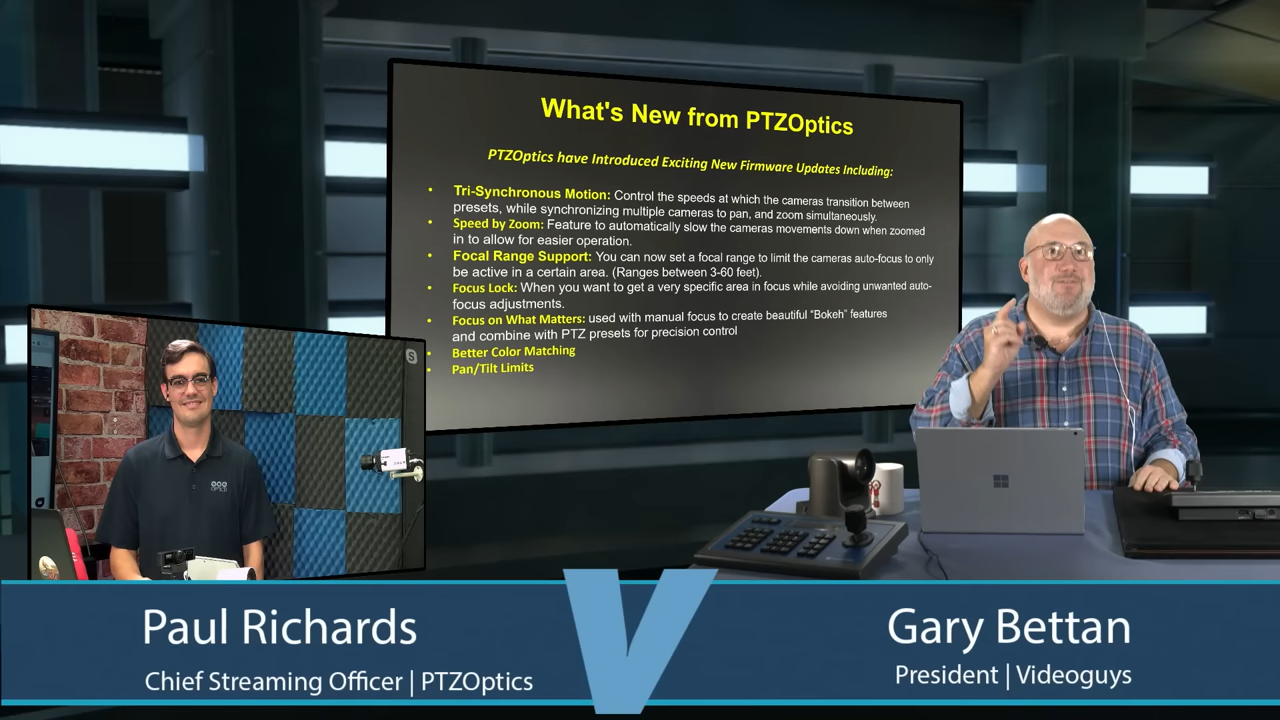 What's New from PTZOptics
PTZOptics have Introduced Exciting New Firmware Updates Including:
• Tri-Synchronous Motion: Control the speeds at which the cameras transition between
presets, while synchronizing multiple cameras to pan, and zoom simultaneously.
• Speed by Zoom: Feature to automatically slow the cameras movements down when zoomed
in to allow for easier operation.
• Focal Range Support: You can now set a focal range to limit the cameras auto-focus to only
be active in a certain area. (Ranges between 3-60 feet).
• Focus Lock: When you want to get a very specific area in focus while avoiding unwanted auto-
focus adjustments.
• Focus on What Matters: used with manual focus to create beautiful "Bokeh" features
and combine with PTZ presets for precision control
• Better Color Matching
• Pan/Tilt Limits
S
V
Paul Richards
Chief Streaming Officer | PTZOptics
Gary Bettan
President | Videoguys